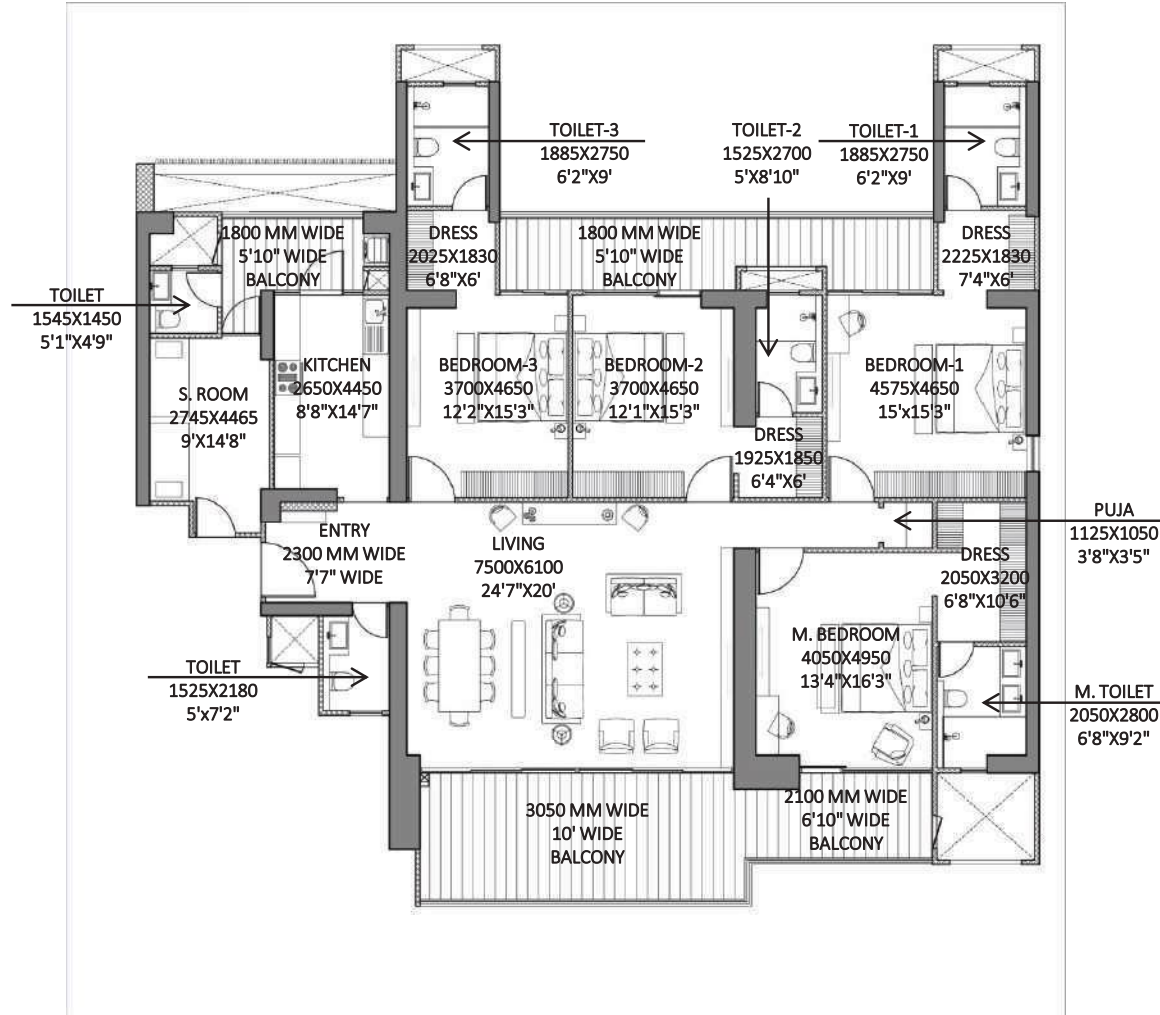 TOILET-3
1885X2750
6'2"X9'
TOILET-2
1525X2700
5'X8'10"
TOILET-1
1885X2750
6'2"X9'
1800 MM WIDE
5'10" WIDE
BALCONY
DRESS
2025X1830
6'8"X6'
1800 MM WIDE
5'10" WIDE
BALCONY
DRESS
2225X1830
7'4"X6'
TOILET
1545X1450
5'1"X4'9"
S. ROOM
2745X4465
9'X14'8"
KITCHEN
2650X4450
8'8"X14'7"
BEDROOM-3
3700X4650
12'2"X15'3"
BEDROOM-2
3700X4650
12'1"X15'3"
BEDROOM-1
4575X4650
15'x15'3"
DRESS
1925X1850
6'4"X6'
ENTRY
2300 MM WIDE
7'7" WIDE
LIVING
7500X6100
24'7"X20'
PUJA
1125X1050
3'8"X3'5"
DRESS
2050X3200
6'8"X10'6"
TOILET
1525X2180
5'x7'2"
M. BEDROOM
4050X4950
13'4"X16'3"
M. TOILET
2050X2800
6'8"X9'2"
3050 MM WIDE
10' WIDE
BALCONY
2100 MM WIDE
6'10" WIDE
BALCONY